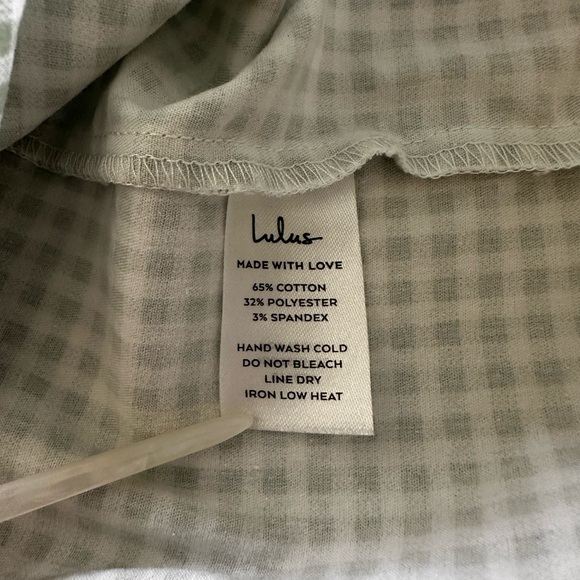 Lulus
MADE WITH LOVE
65% COTTON
32% POLYESTER
3% SPANDEX
HAND WASH COLD
DO NOT BLEACH
LINE DRY
IRON LOW HEAT